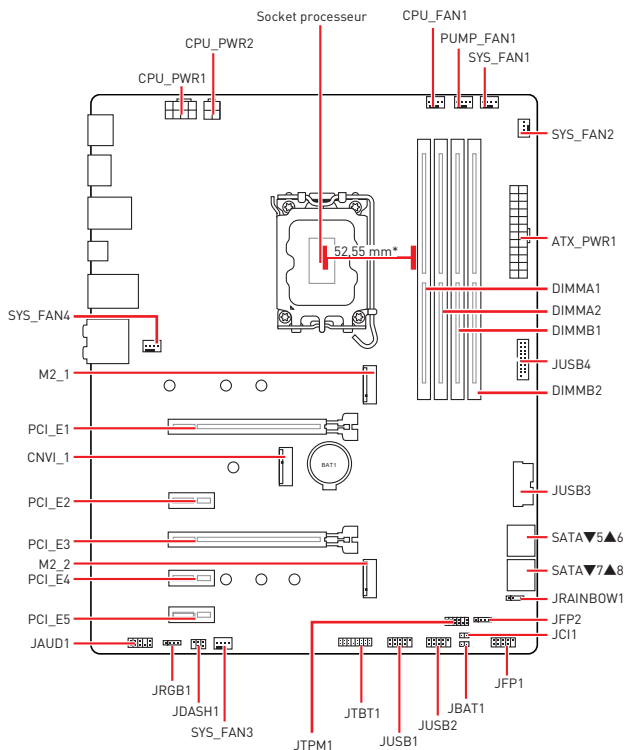 Socket processeur
CPU_FAN1
CPU_PWR2
PUMP_FAN1
CPU_PWR1
SYS_FAN1
SYS_FAN2
52,55 mm*
ATX_PWR1
DIMMA1
SYS_FAN4
DIMMA2
DIMMB1
JUSB4
M2_1
DIMMB2
PCI_E1
CNVI_1
BAT1
JUSB3
PCI_E2
SATA▼5▲6
PCI_E3
M2_2
SATA▼7▲8
PCI_E4
JRAINBOW1
PCI_E5
JFP2
JAUD1
JCI1
JRGB1
JTBT1
JBAT1
JFP1
JDASH1
JUSB2
SYS_FAN3
JUSB1
JTPM1